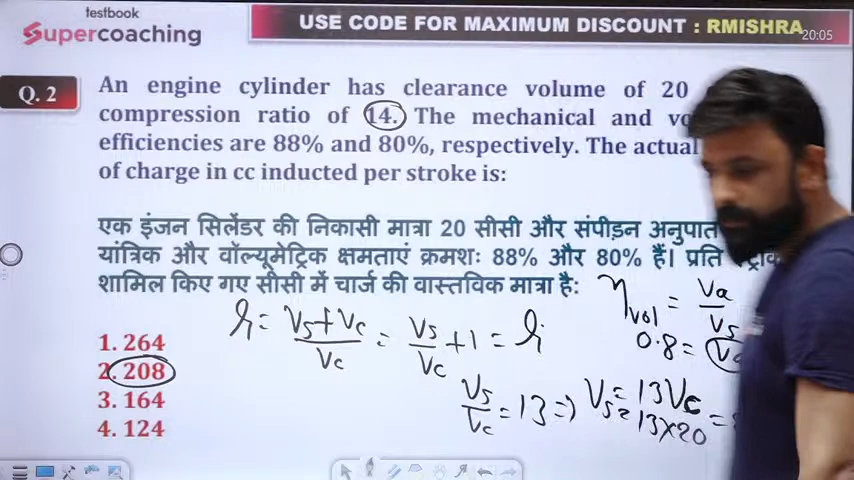 testbook
Supercoaching
USE CODE FOR MAXIMUM DISCOUNT : RMISHRA
20:05
Q. 2
An engine cylinder has clearance volume of 20
compression ratio of 14. The mechanical and
efficiencies are 88% and 80%, respectively. The actual
of charge in cc inducted per stroke is:
एक इंजन सिलेंडर की निकासी मात्रा 20 सीसी और संपीड़न अनुपात
यांत्रिक और वॉल्यूमेट्रिक क्षमताएं क्रमशः 88% और 80% हैं। प्रति
शामिल किए गए सीसी में चार्ज की वास्तविक मात्रा है:
η vol = Va / Vs
0.8 =
r = Vs + Vc / Vc = Vs / Vc + 1 = r
Vs / Vc = 13 => Vs = 13 Vc
Vs = 13 x 20 =
1. 264
2. 208
3. 164
4. 124